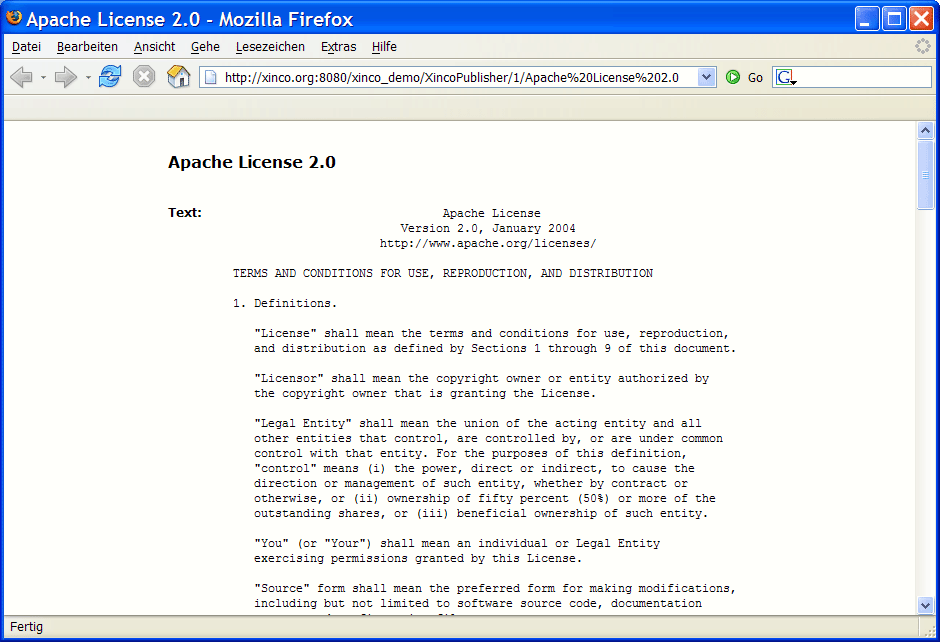 Apache License 2.0 - Mozilla Firefox
Datei Bearbeiten Ansicht Gehe Lesezeichen Extras Hilfe
http://xinco.org:8080/xinco_demo/XincoPublisher/1/Apache%20License%202.0 Go G
Apache License 2.0
Text: Apache License
Version 2.0, January 2004
http://www.apache.org/licenses/
TERMS AND CONDITIONS FOR USE, REPRODUCTION, AND DISTRIBUTION
1. Definitions.
"License" shall mean the terms and conditions for use, reproduction,
and distribution as defined by Sections 1 through 9 of this document.
"Licensor" shall mean the copyright owner or entity authorized by
the copyright owner that is granting the License.
"Legal Entity" shall mean the union of the acting entity and all
other entities that control, are controlled by, or are under common
control with that entity. For the purposes of this definition,
"control" means (i) the power, direct or indirect, to cause the
direction or management of such entity, whether by contract or
otherwise, or (ii) ownership of fifty percent (50%) or more of the
outstanding shares, or (iii) beneficial ownership of such entity.
"You" (or "Your") shall mean an individual or Legal Entity
exercising permissions granted by this License.
"Source" form shall mean the preferred form for making modifications,
including but not limited to software source code, documentation
Fertig